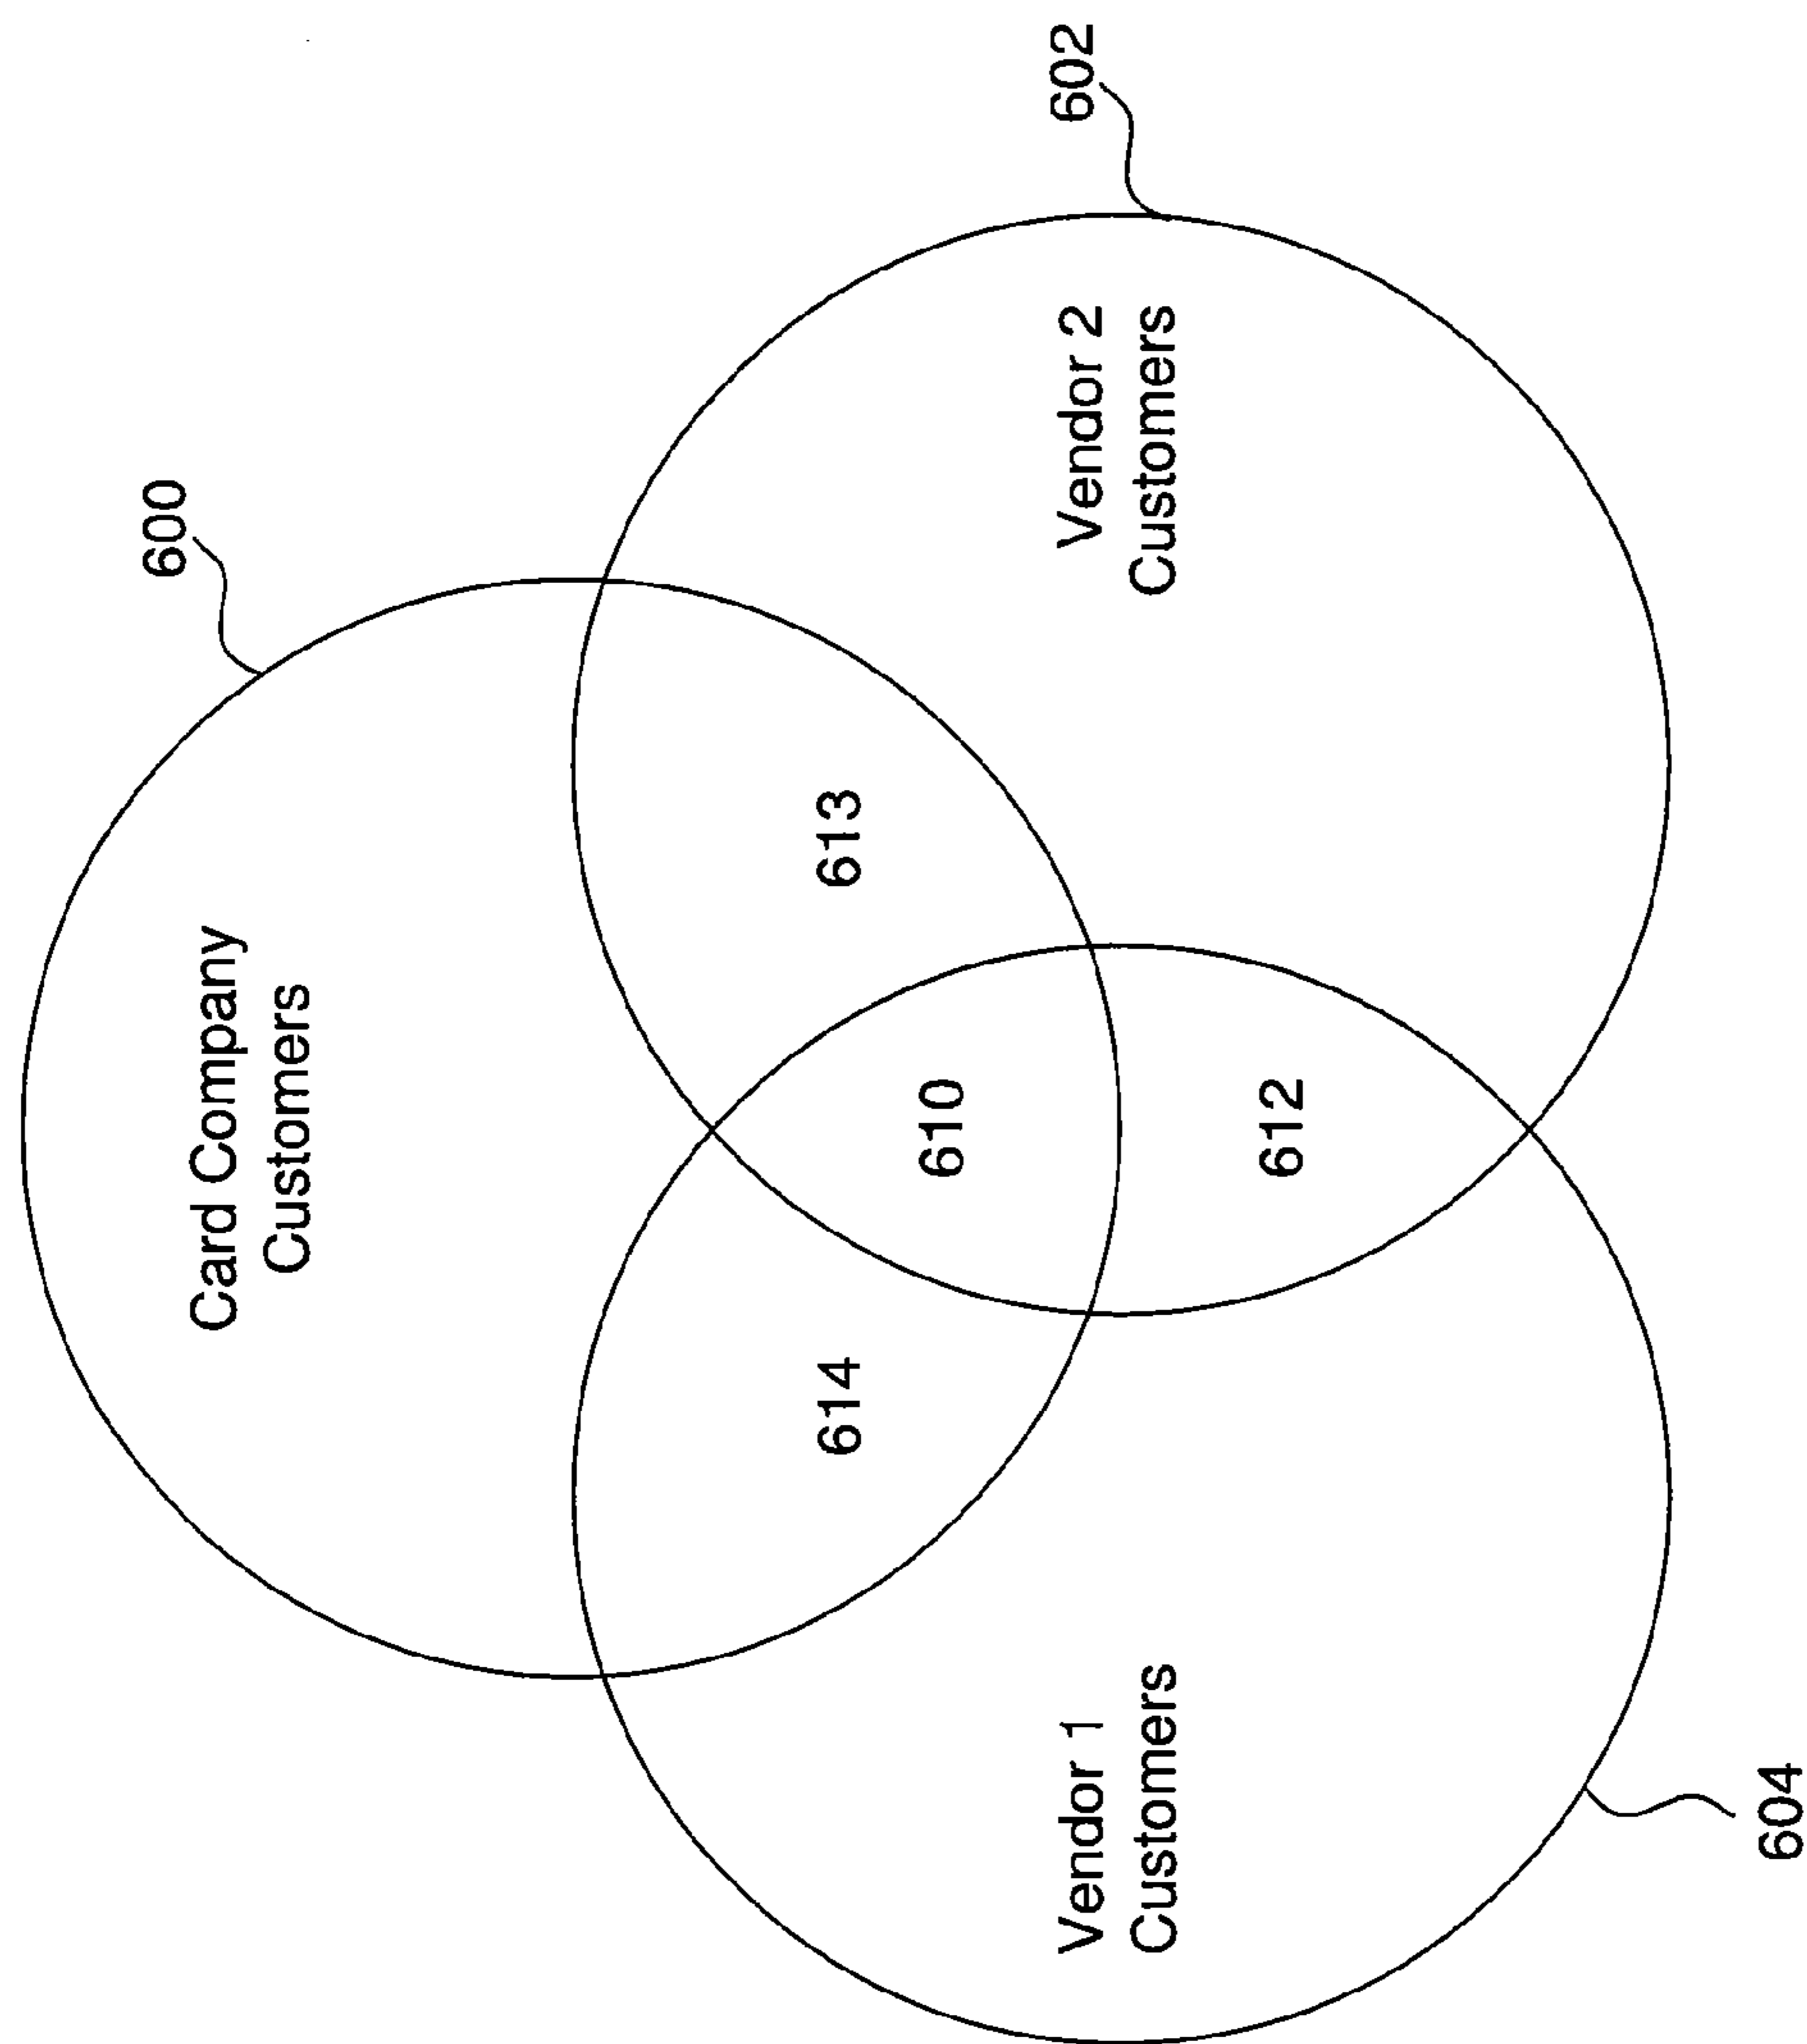 600
Card Company
Customers
602
614
613
610
Vendor 1
Customers
Vendor 2
Customers
612
604